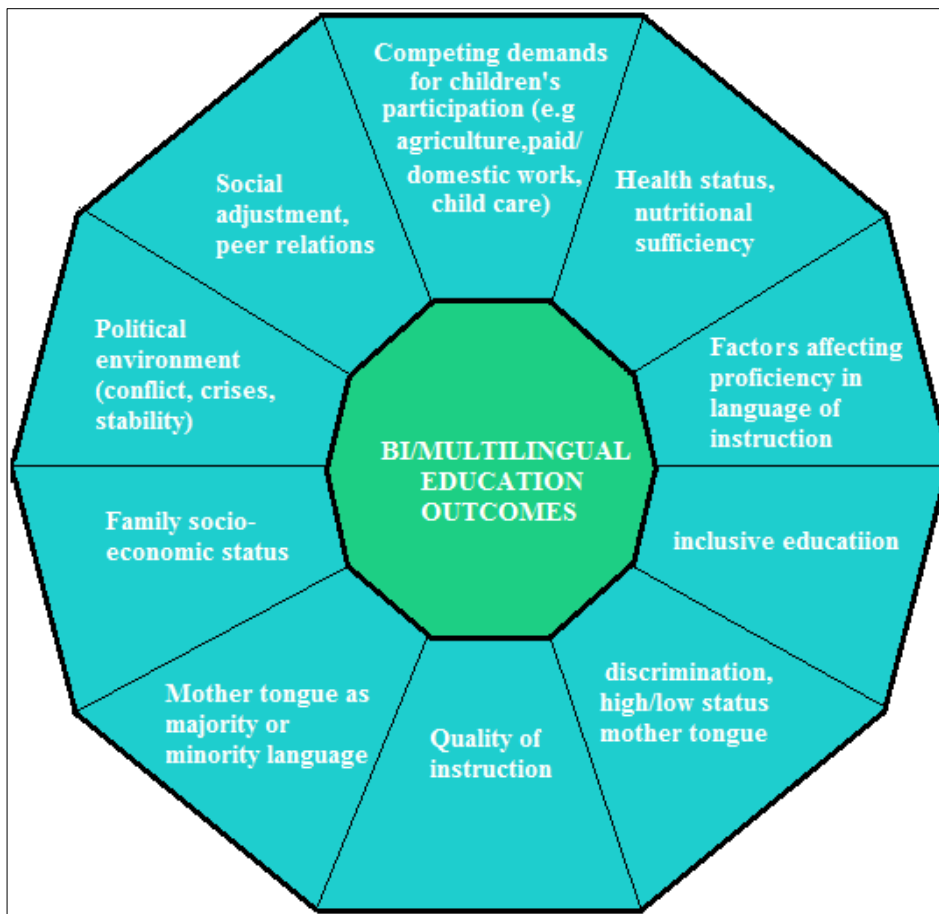 Competing demands
for children's
participation (e.g
agriculture,paid/
domestic work,
child care)
Health status,
nutritional
sufficiency
Factors affecting
proficiency in
language of
instruction
inclusive educatiion
discrimination,
high/low status
mother tongue
Quality of
instruction
Mother tongue as
majority or
minority language
Family socio-
economic status
Political
environment
(conflict, crises,
stability)
Social
adjustment,
peer relations
BI/MULTILINGUAL
EDUCATION
OUTCOMES